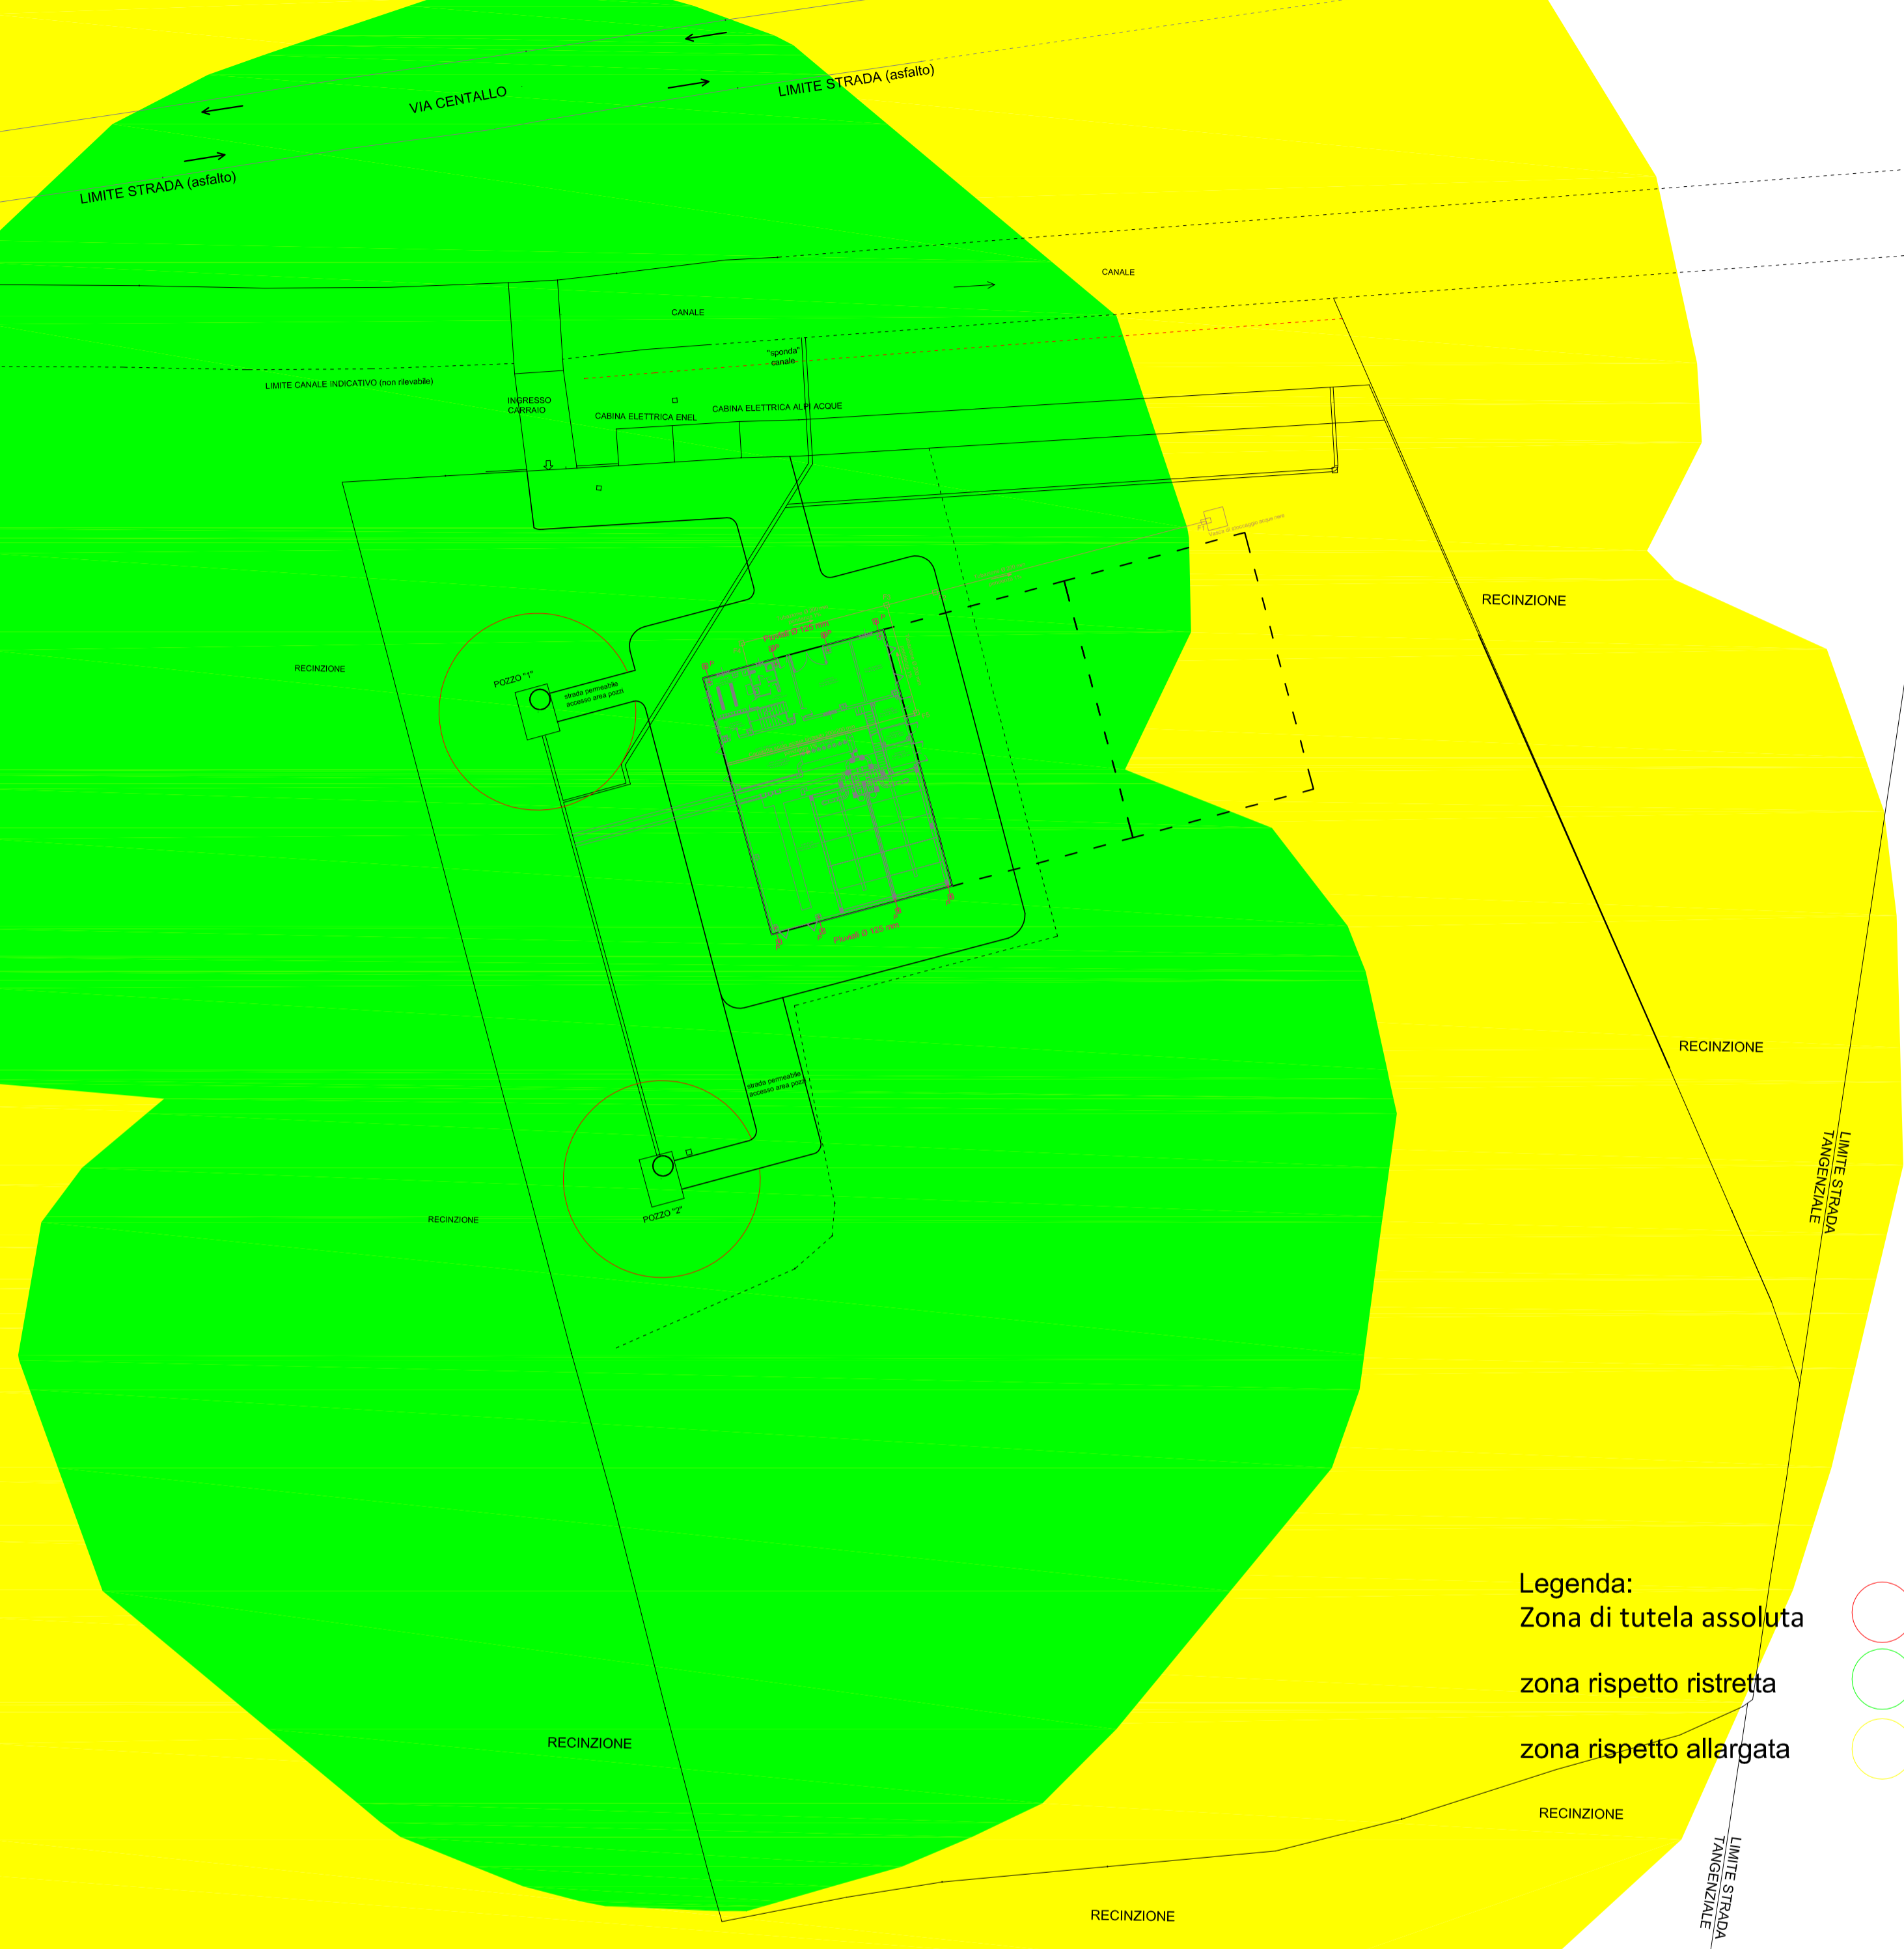 VIA CENTALLO
LIMITE STRADA (asfalto)
LIMITE STRADA (asfalto)
CANALE
CANALE
"sponda"
canale
LIMITE CANALE INDICATIVO (non rilevabile)
INGRESSO
CARRAIO
CABINA ELETTRICA ENEL
CABINA ELETTRICA ALPI ACQUE
RECINZIONE
Pluviali Ø 125 mm
RECINZIONE
POZZO "1"
strada permeabile
accesso area pozzi
Pluviali Ø 125 mm
RECINZIONE
strada permeabile
accesso area pozzi
LIMITE STRADA
TANGENZIALE
POZZO "2"
RECINZIONE
Legenda:
Zona di tutela assoluta
zona rispetto ristretta
zona rispetto allargata
RECINZIONE
RECINZIONE
LIMITE STRADA
TANGENZIALE
RECINZIONE